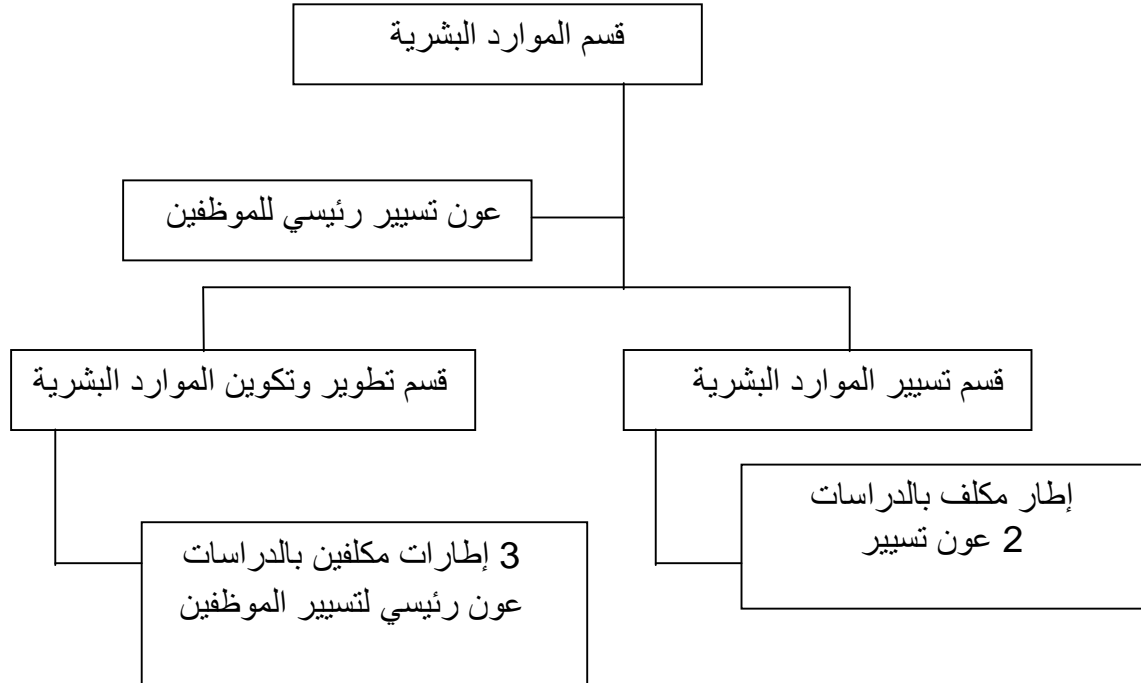 قسم الموارد البشرية
عون تسيير رئيسي للموظفين
قسم تسيير الموارد البشرية
قسم تطوير وتكوين الموارد البشرية
إطار مكلف بالدراسات
2 عون تسيير
3 إطارات مكلفين بالدراسات
عون رئيسي لتسيير الموظفين